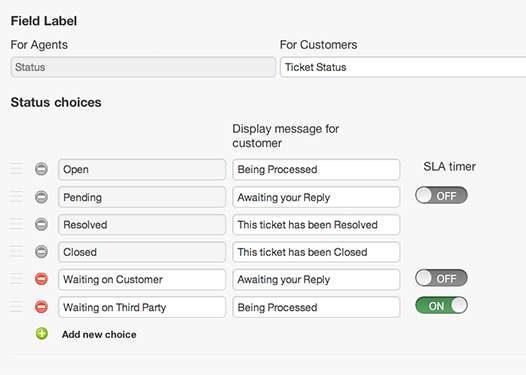 Field Label
For Agents For Customers
Status Ticket Status
Status choices
Display message for
customer
SLA timer
Open Being Processed
Pending Awaiting your Reply OFF
Resolved This ticket has been Resolved
Closed This ticket has been Closed
Waiting on Customer Awaiting your Reply OFF
Waiting on Third Party Being Processed ON
Add new choice